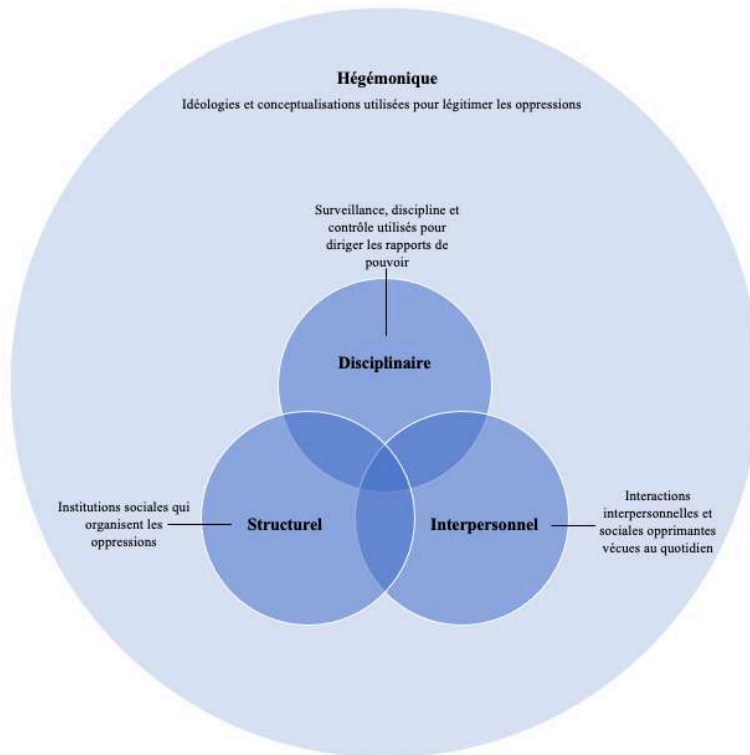 Hégémonique
Idéologies et conceptualisations utilisées pour légitimer les oppressions
Surveillance, discipline et
contrôle utilisés pour
diriger les rapports de
pouvoir
Disciplinaire
Institutions sociales qui
organisent les
oppressions
Structurel
Interpersonnel
Interactions
interpersonnelles et
sociales opprimantes
vécues au quotidien